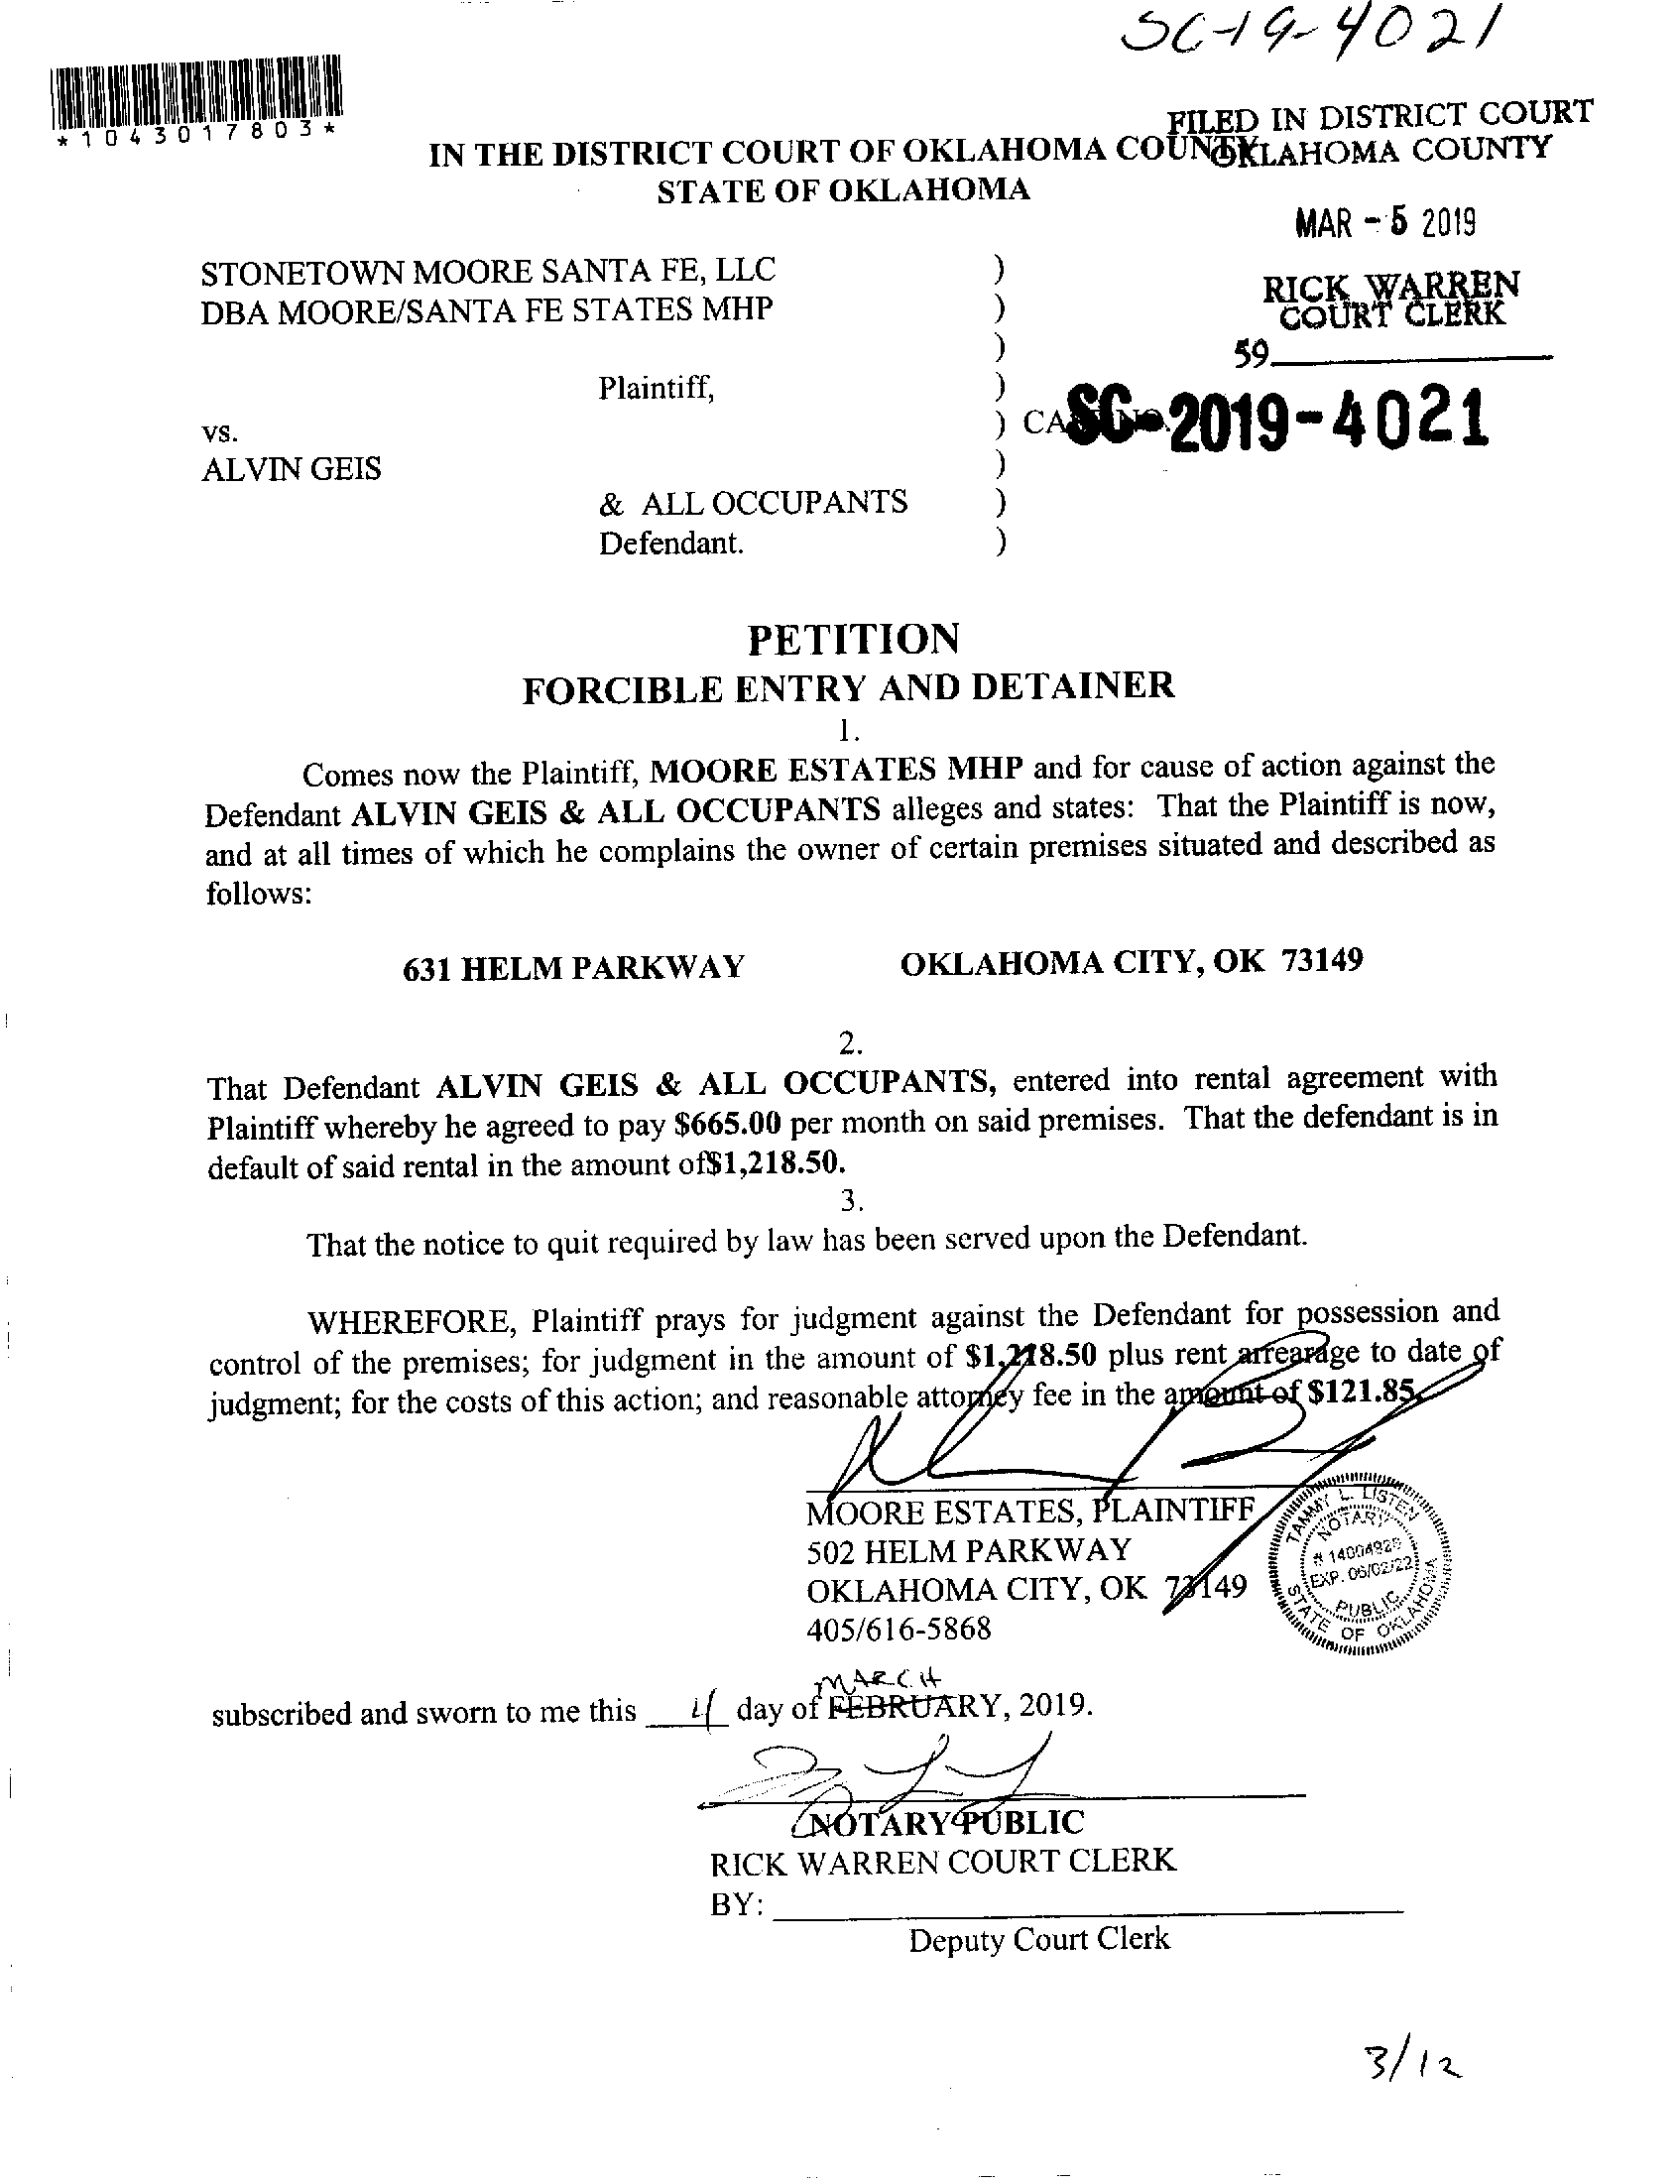 SC-19-4021
*1043017803*
FILED IN DISTRICT COURT
OKLAHOMA COUNTY
IN THE DISTRICT COURT OF OKLAHOMA COUNTY
STATE OF OKLAHOMA
MAR - 5 2019
STONETOWN MOORE SANTA FE, LLC )
DBA MOORE/SANTA FE STATES MHP )
)
RICK WARREN
COURT CLERK
59
Plaintiff, )
vs. ) CASE NO. SC-2019-4021
ALVIN GEIS )
& ALL OCCUPANTS )
Defendant. )
PETITION
FORCIBLE ENTRY AND DETAINER
1.
Comes now the Plaintiff, MOORE ESTATES MHP and for cause of action against the
Defendant ALVIN GEIS & ALL OCCUPANTS alleges and states: That the Plaintiff is now,
and at all times of which he complains the owner of certain premises situated and described as
follows:
631 HELM PARKWAY OKLAHOMA CITY, OK 73149
2.
That Defendant ALVIN GEIS & ALL OCCUPANTS, entered into rental agreement with
Plaintiff whereby he agreed to pay $665.00 per month on said premises. That the defendant is in
default of said rental in the amount of$1,218.50.
3.
That the notice to quit required by law has been served upon the Defendant.
WHEREFORE, Plaintiff prays for judgment against the Defendant for possession and
control of the premises; for judgment in the amount of $1,218.50 plus rent arrearage to date of
judgment; for the costs of this action; and reasonable attorney fee in the amount of $121.85.
MOORE ESTATES, PLAINTIFF
502 HELM PARKWAY
OKLAHOMA CITY, OK 73149
405/616-5868
TAMMY L. LISTEN
NOTARY
# 14004929
EXP. 06/02/22
PUBLIC
STATE OF OKLAHOMA
MARCH
subscribed and sworn to me this 4 day of FEBRUARY, 2019.
NOTARY PUBLIC
RICK WARREN COURT CLERK
BY:
Deputy Court Clerk
3/12